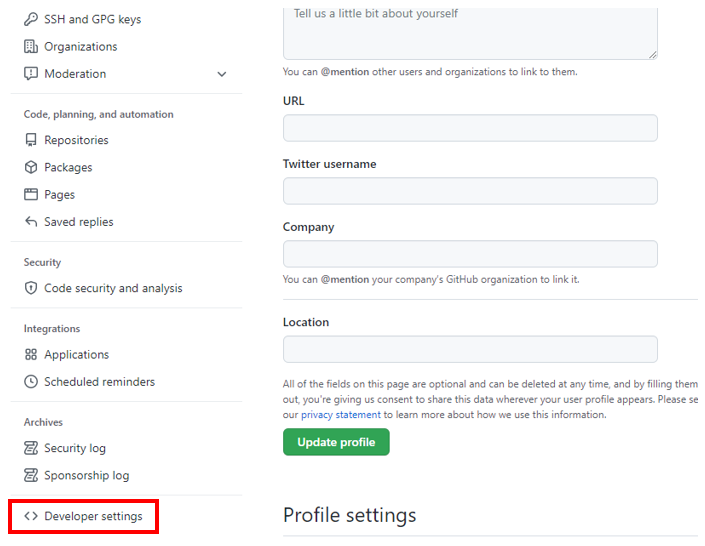 SSH and GPG keys
Organizations
Moderation
Code, planning, and automation
Repositories
Packages
Pages
Saved replies
Security
Code security and analysis
Integrations
Applications
Scheduled reminders
Archives
Security log
Sponsorship log
Developer settings
Tell us a little bit about yourself
You can @mention other users and organizations to link to them.
URL
Twitter username
Company
You can @mention your company's GitHub organization to link it.
Location
All of the fields on this page are optional and can be deleted at any time, and by filling them
out, you're giving us consent to share this data wherever your user profile appears. Please se
our privacy statement to learn more about how we use this information.
Update profile
Profile settings